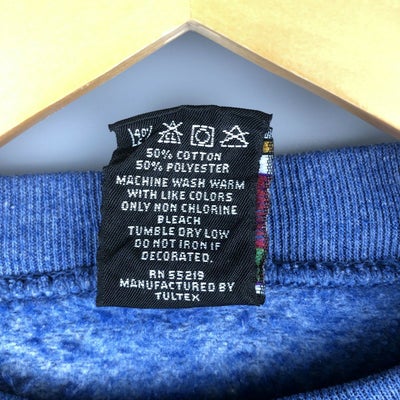 50% COTTON
50% POLYESTER
MACHINE WASH WARM
WITH LIKE COLORS
ONLY NON CHLORINE
BLEACH
TUMBLE DRY LOW
DO NOT IRON IF
DECORATED.
RN 55219
MANUFACTURED BY
TULTEX